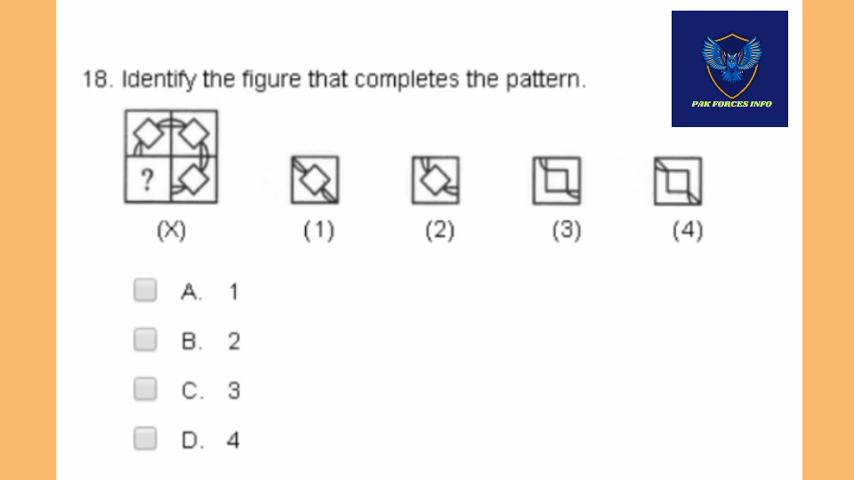 PAK FORCES INFO
18. Identify the figure that completes the pattern.
?
(X) (1) (2) (3) (4)
A. 1
B. 2
C. 3
D. 4